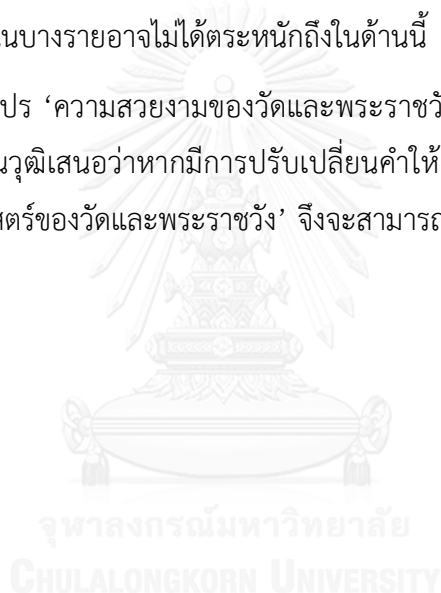 นบางรายอาจไม่ได้ตระหนักถึงในด้านนี้
ปร ‘ความสวยงามของวัดและพระราชวั
นวุฒิเสนอว่าหากมีการปรับเปลี่ยนคำให้
สตร์ของวัดและพระราชวัง’ จึงจะสามารถ
จุฬาลงกรณ์มหาวิทยาลัย
CHULALONGKORN UNIVERSITY